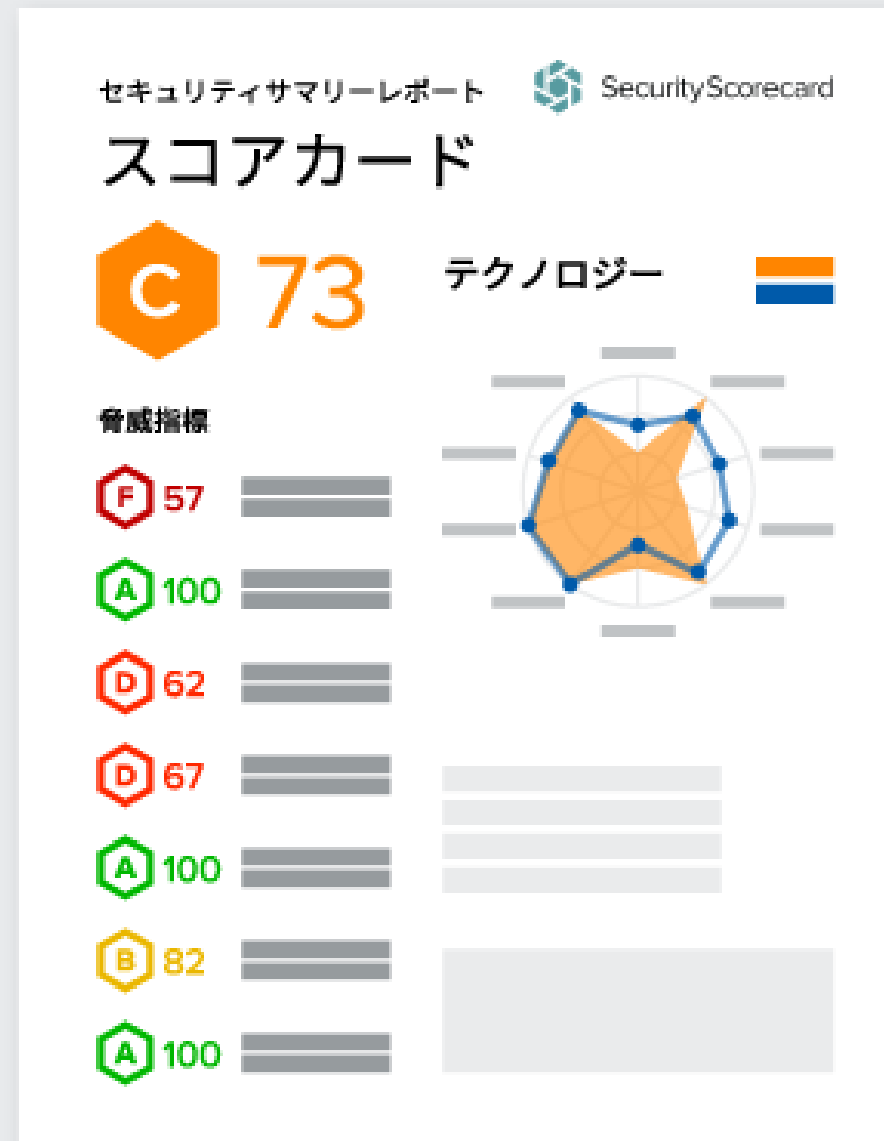 セキュリティサマリーレポート
SecurityScorecard
スコアカード
C 73
テクノロジー
脅威指標
F 57
A 100
D 62
D 67
A 100
B 82
A 100